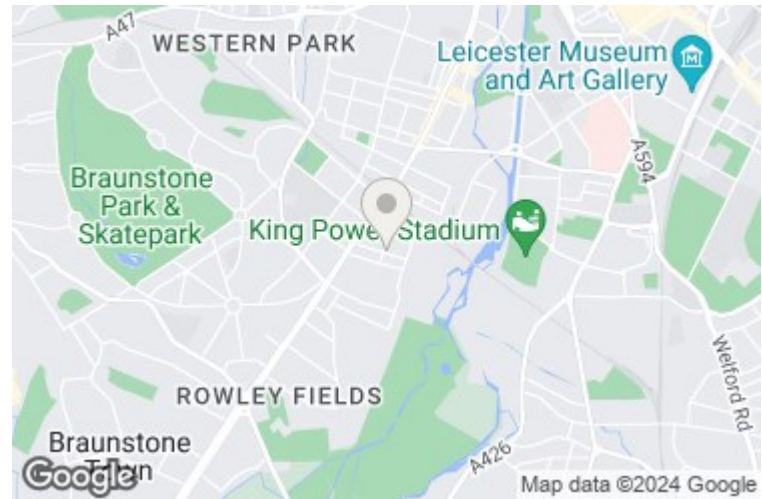 A47
WESTERN PARK
Leicester Museum
and Art Gallery
M
A594
Braunstone
Park &
Skatepark
King Power Stadium
Welford Rd
ROWLEY FIELDS
Braunstone
Town
A426
Google
Map data ©2024 Google